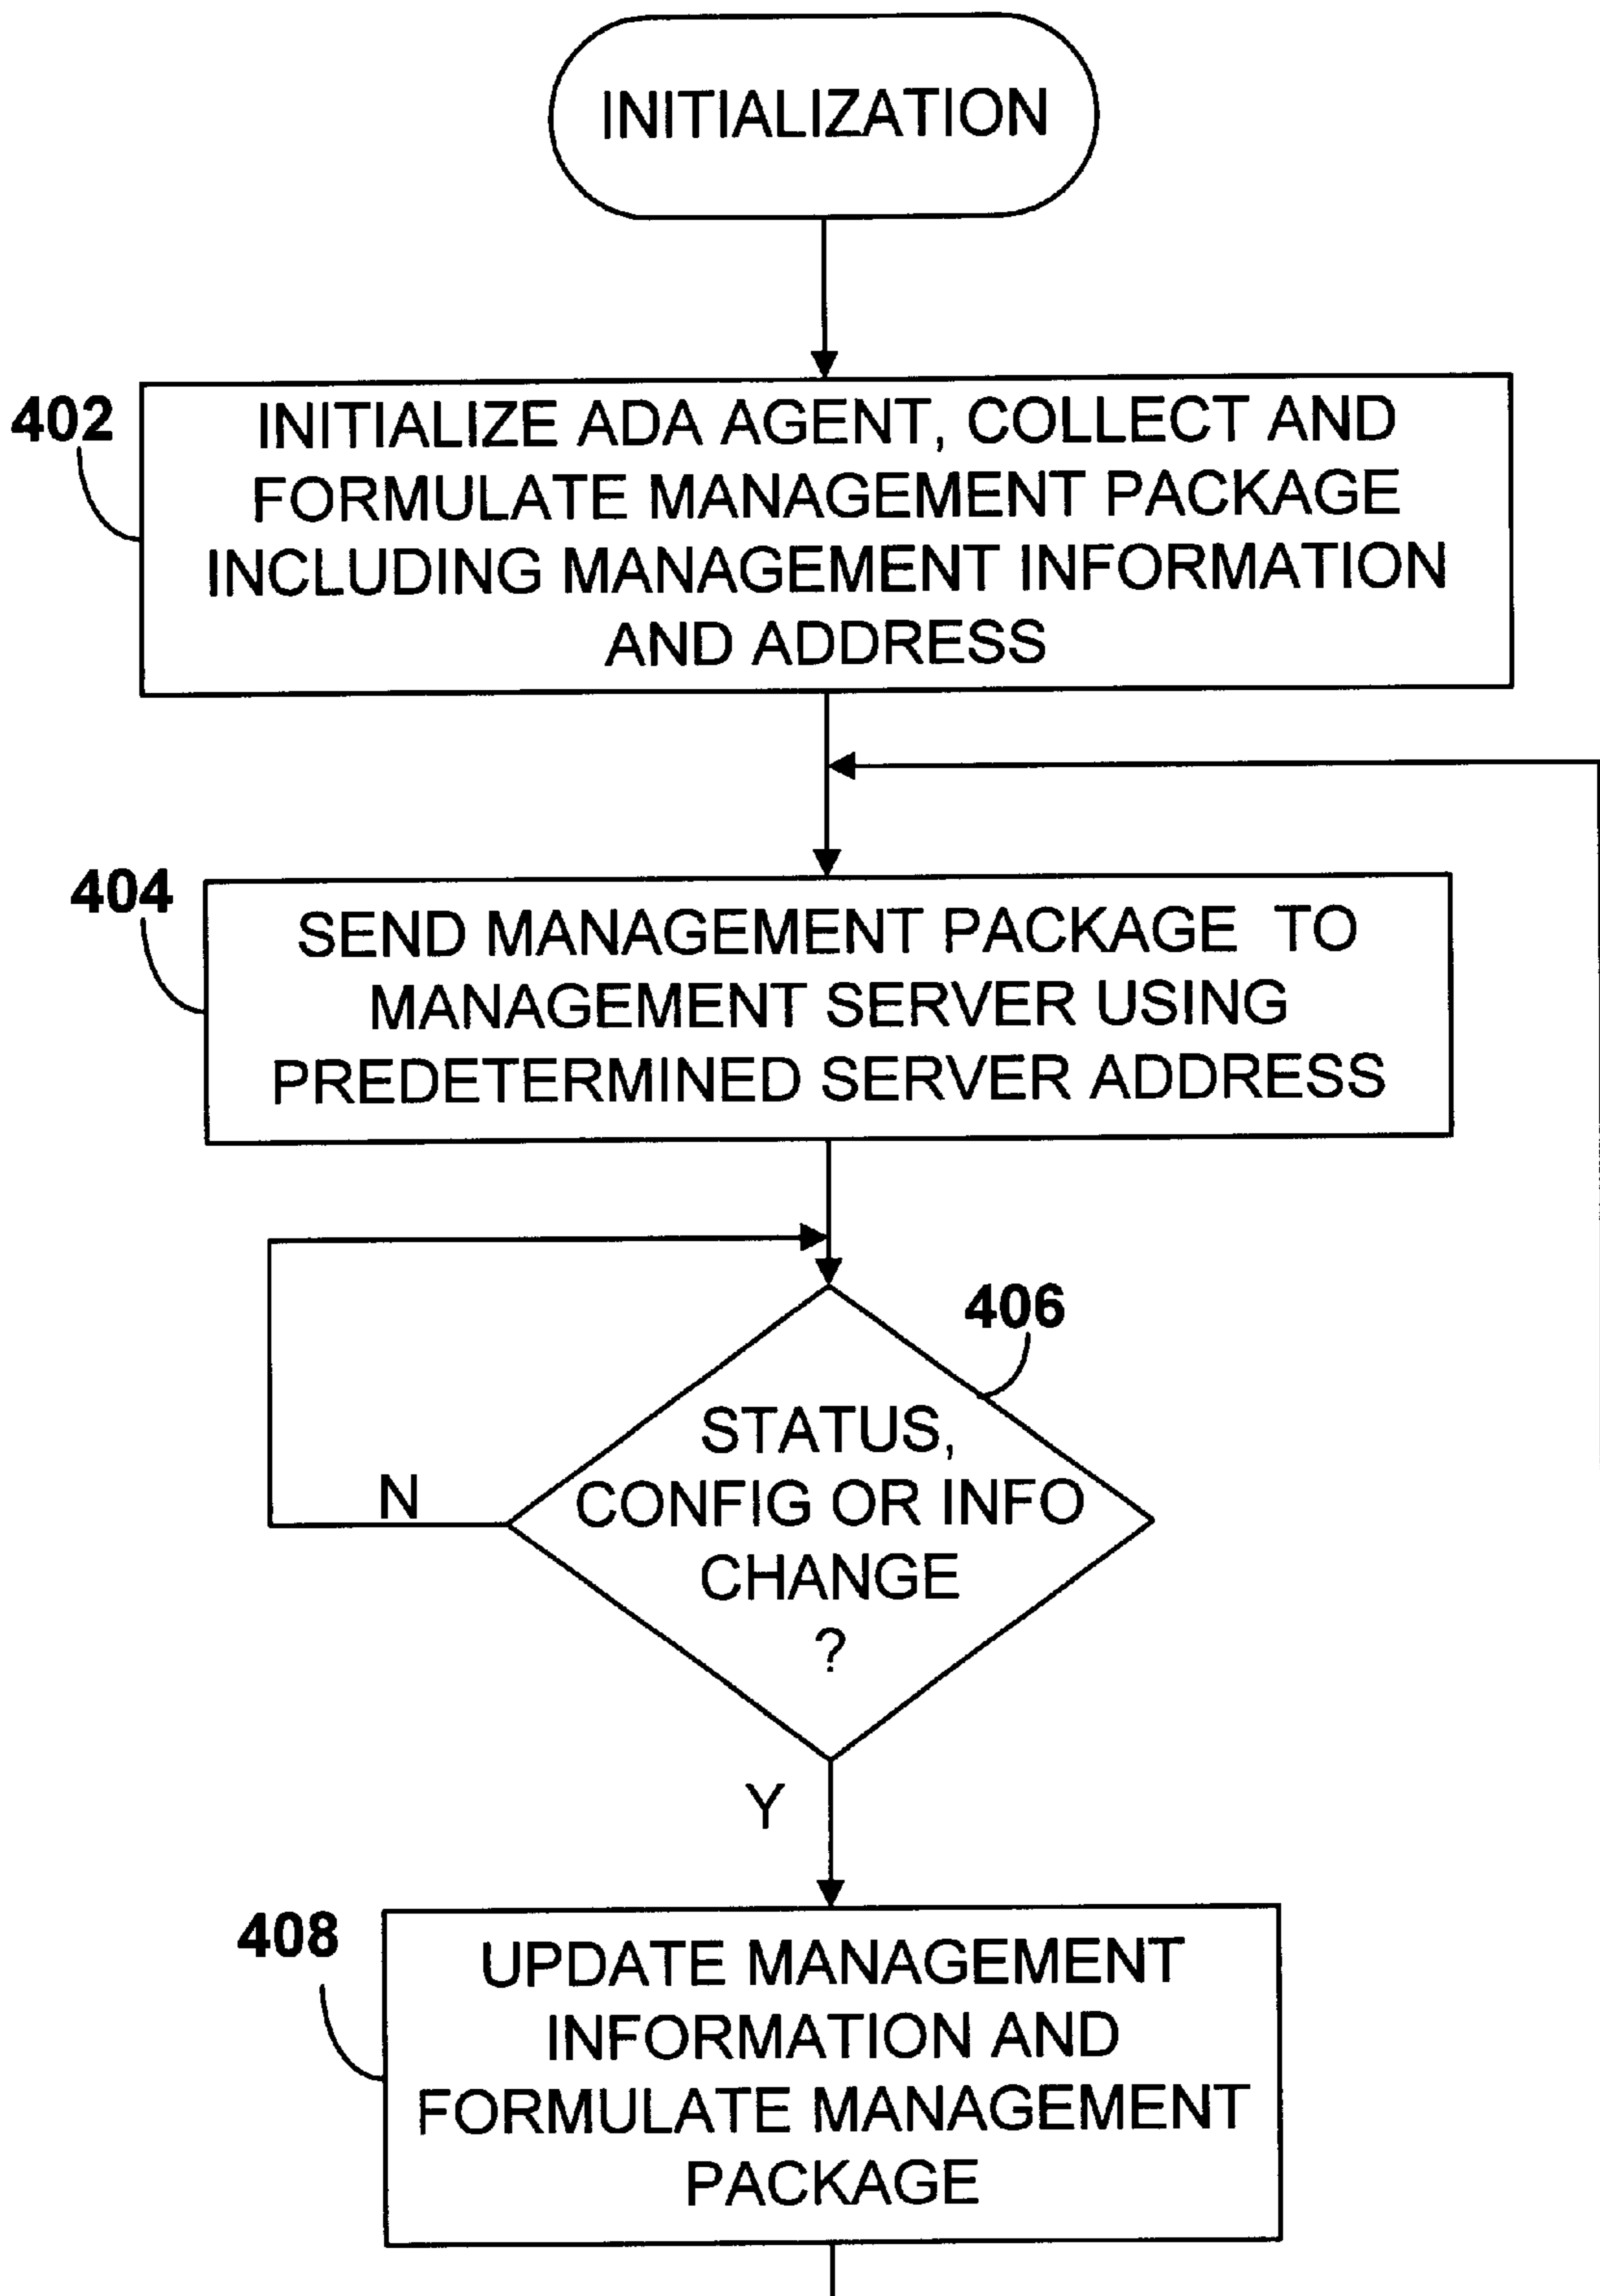 INITIALIZATION
402
INITIALIZE ADA AGENT, COLLECT AND
FORMULATE MANAGEMENT PACKAGE
INCLUDING MANAGEMENT INFORMATION
AND ADDRESS
404
SEND MANAGEMENT PACKAGE TO
MANAGEMENT SERVER USING
PREDETERMINED SERVER ADDRESS
406
STATUS,
CONFIG OR INFO
CHANGE
?
N
Y
408
UPDATE MANAGEMENT
INFORMATION AND
FORMULATE MANAGEMENT
PACKAGE